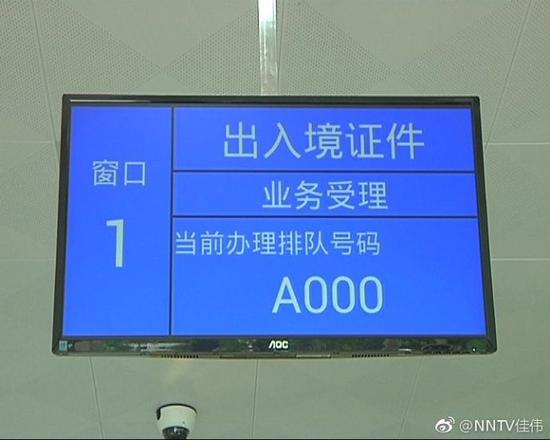 窗口
1
出入境证件
业务受理
当前办理排队号码
A000
AOC
@NNTV佳伟